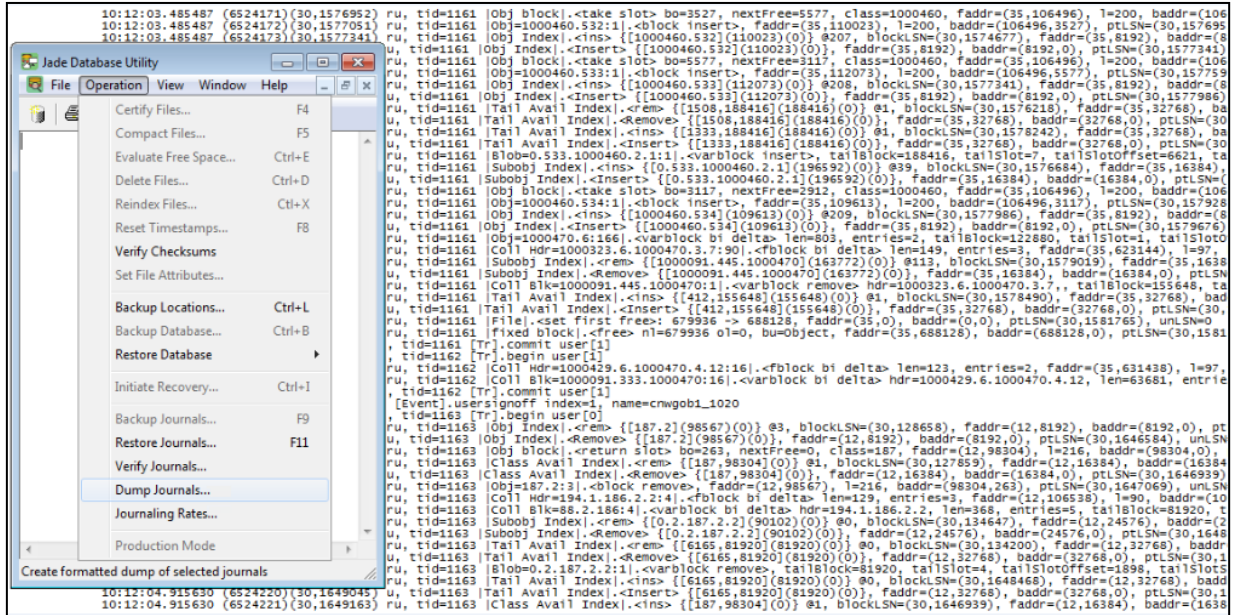 10:12:03.485487 (6524171)(30,1576952) ru, tid=1161 |Obj block|.<take slot> bo=3527, nextFree=5577, class=1000460, faddr=(35,106496), l=200, baddr=(106
10:12:03.485487 (6524172)(30,1577051) ru, tid=1161 |Obj=1000460.532:1|.<block insert>, faddr=(35,110023), l=200, baddr=(106496,3527), ptLSN=(30,157695
10:12:03.485487 (6524173)(30,1577341) ru, tid=1161 |Obj Index|.<ins> {[1000460.532](110023)(0)} @207, blockLSN=(30,1574677), faddr=(35,8192), baddr=(8
u, tid=1161 |Obj Index|.<Insert> {[1000460.532](110023)(0)}, faddr=(35,8192), baddr=(8192,0), ptLSN=(30,1577341)
ru, tid=1161 |Obj block|.<take slot> bo=5577, nextFree=3117, class=1000460, faddr=(35,106496), l=200, baddr=(106
ru, tid=1161 |Obj=1000460.533:1|.<block insert>, faddr=(35,112073), l=200, baddr=(106496,5577), ptLSN=(30,157759
ru, tid=1161 |Obj Index|.<ins> {[1000460.533](112073)(0)} @208, blockLSN=(30,1577341), faddr=(35,8192), baddr=(8
u, tid=1161 |Obj Index|.<Insert> {[1000460.533](112073)(0)}, faddr=(35,8192), baddr=(8192,0), ptLSN=(30,1577986)
ru, tid=1161 |Tail Avail Index|.<rem> {[1508,188416](188416)(0)} @1, blockLSN=(30,1576218), faddr=(35,32768), ba
u, tid=1161 |Tail Avail Index|.<Remove> {[1508,188416](188416)(0)}, faddr=(35,32768), baddr=(32768,0), ptLSN=(30
ru, tid=1161 |Tail Avail Index|.<ins> {[1333,188416](188416)(0)} @1, blockLSN=(30,1578242), faddr=(35,32768), ba
u, tid=1161 |Tail Avail Index|.<Insert> {[1333,188416](188416)(0)}, faddr=(35,32768), baddr=(32768,0), ptLSN=(30
ru, tid=1161 |Blob=0.533.1000460.2.1:1|.<varblock insert>, tailBlock=188416, tailSlot=7, tailSlotOffset=6621, ta
ru, tid=1161 |Subobj Index|.<ins> {[0.533.1000460.2.1](196592)(0)} @39, blockLSN=(30,1576684), faddr=(35,16384),
u, tid=1161 |Subobj Index|.<Insert> {[0.533.1000460.2.1](196592)(0)}, faddr=(35,16384), baddr=(16384,0), ptLSN=(
ru, tid=1161 |Obj block|.<take slot> bo=3117, nextFree=2912, class=1000460, faddr=(35,106496), l=200, baddr=(106
ru, tid=1161 |Obj=1000460.534:1|.<block insert>, faddr=(35,109613), l=200, baddr=(106496,3117), ptLSN=(30,157928
ru, tid=1161 |Obj Index|.<ins> {[1000460.534](109613)(0)} @209, blockLSN=(30,1577986), faddr=(35,8192), baddr=(8
u, tid=1161 |Obj Index|.<Insert> {[1000460.534](109613)(0)}, faddr=(35,8192), baddr=(8192,0), ptLSN=(30,1579676)
ru, tid=1161 |Obj=1000470.6:166|.<varblock bi delta> len=803, entries=2, tailBlock=122880, tailSlot=1, tailSlotO
ru, tid=1161 |Coll Hdr=1000323.6.1000470.3.7:90|.<fblock bi delta> len=149, entries=3, faddr=(35,623144), l=97,
ru, tid=1161 |Subobj Index|.<rem> {[1000091.445.1000470](163772)(0)} @113, blockLSN=(30,1579019), faddr=(35,1638
u, tid=1161 |Subobj Index|.<Remove> {[1000091.445.1000470](163772)(0)}, faddr=(35,16384), baddr=(16384,0), ptLSN
ru, tid=1161 |Coll Blk=1000091.445.1000470:1|.<varblock remove> hdr=1000323.6.1000470.3.7,, tailBlock=155648, ta
ru, tid=1161 |Tail Avail Index|.<ins> {[412,155648](155648)(0)} @1, blockLSN=(30,1578490), faddr=(35,32768), bad
u, tid=1161 |Tail Avail Index|.<Insert> {[412,155648](155648)(0)}, faddr=(35,32768), baddr=(32768,0), ptLSN=(30,
ru, tid=1161 |File|.<set first free>: 679936 -> 688128, faddr=(35,0), baddr=(0,0), ptLSN=(30,1581765), unLSN=0
ru, tid=1161 |fixed block|.<free> nl=679936 ol=0, bu=Object, faddr=(35,688128), baddr=(688128,0), ptLSN=(30,1581
, tid=1161 [Tr].commit user[1]
, tid=1162 [Tr].begin user[1]
ru, tid=1162 |Coll Hdr=1000429.6.1000470.4.12:16|.<fblock bi delta> len=123, entries=2, faddr=(35,631438), l=97,
ru, tid=1162 |Coll Blk=1000091.333.1000470:16|.<varblock bi delta> hdr=1000429.6.1000470.4.12, len=63681, entrie
, tid=1162 [Tr].commit user[1]
[Event].usersignoff index=1, name=cnwgob1_1020
, tid=1163 [Tr].begin user[0]
ru, tid=1163 |Obj Index|.<rem> {[187.2](98567)(0)} @3, blockLSN=(30,128658), faddr=(12,8192), baddr=(8192,0), pt
u, tid=1163 |Obj Index|.<Remove> {[187.2](98567)(0)}, faddr=(12,8192), baddr=(8192,0), ptLSN=(30,1646584), unLSN
ru, tid=1163 |Obj block|.<return slot> bo=263, nextFree=0, class=187, faddr=(12,98304), l=216, baddr=(98304,0),
ru, tid=1163 |Class Avail Index|.<rem> {[187,98304](0)} @1, blockLSN=(30,127859), faddr=(12,16384), baddr=(16384
u, tid=1163 |Class Avail Index|.<Remove> {[187,98304](0)}, faddr=(12,16384), baddr=(16384,0), ptLSN=(30,1646939)
ru, tid=1163 |Obj=187.2:3|.<block remove>, faddr=(12,98567), l=216, baddr=(98304,263), ptLSN=(30,1647069), unLSN
ru, tid=1163 |Coll Hdr=194.1.186.2.2:4|.<fblock bi delta> len=129, entries=3, faddr=(12,106538), l=90, baddr=(10
ru, tid=1163 |Coll Blk=88.2.186:4|.<varblock bi delta> hdr=194.1.186.2.2, len=368, entries=5, tailBlock=81920, t
ru, tid=1163 |Subobj Index|.<rem> {[0.2.187.2.2](90102)(0)} @0, blockLSN=(30,134647), faddr=(12,24576), baddr=(2
u, tid=1163 |Subobj Index|.<Remove> {[0.2.187.2.2](90102)(0)}, faddr=(12,24576), baddr=(24576,0), ptLSN=(30,1648
ru, tid=1163 |Tail Avail Index|.<rem> {[6165,81920](81920)(0)} @0, blockLSN=(30,134200), faddr=(12,32768), baddr
u, tid=1163 |Tail Avail Index|.<Remove> {[6165,81920](81920)(0)}, faddr=(12,32768), baddr=(32768,0), ptLSN=(30,1
ru, tid=1163 |Blob=0.2.187.2.2:1|.<varblock remove>, tailBlock=81920, tailSlot=4, tailSlotOffset=1898, tailSlotS
ru, tid=1163 |Tail Avail Index|.<ins> {[6165,81920](81920)(0)} @0, blockLSN=(30,1648468), faddr=(12,32768), badd
10:12:04.915630 (6524220)(30,1649045) u, tid=1163 |Tail Avail Index|.<Insert> {[6165,81920](81920)(0)}, faddr=(12,32768), baddr=(32768,0), ptLSN=(30,1
10:12:04.915630 (6524221)(30,1649163) ru, tid=1163 |Class Avail Index|.<ins> {[187,98304](0)} @1, blockLSN=(30,1646939), faddr=(12,16384), baddr=(1638
Jade Database Utility
File Operation View Window Help
Certify Files... F4
Compact Files... F5
Evaluate Free Space... Ctrl+E
Delete Files... Ctrl+D
Reindex Files... Ctl+X
Reset Timestamps... F8
Verify Checksums
Set File Attributes...
Backup Locations... Ctrl+L
Backup Database... Ctrl+B
Restore Database
Initiate Recovery... Ctrl+I
Backup Journals... F9
Restore Journals... F11
Verify Journals...
Dump Journals...
Journaling Rates...
Production Mode
Create formatted dump of selected journals